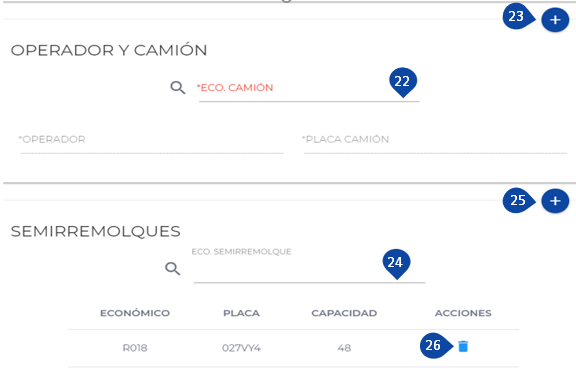 23 +
OPERADOR Y CAMIÓN
*ECO. CAMIÓN 22
*OPERADOR *PLACA CAMIÓN
25 +
SEMIRREMOLQUES
ECO. SEMIRREMOLQUE
24
ECONÓMICO PLACA CAPACIDAD ACCIONES
R018 027VY4 48 26